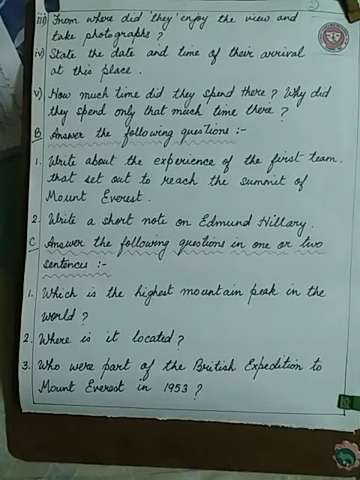 iii) From where did 'they' enjoy the view and
take photographs?
iv) State the date and time of their arrival
at this place.
v) How much time did they spend there? Why did
they spend only that much time there?
B Answer the following questions :-
1. Write about the experience of the first team
that set out to reach the summit of
Mount Everest.
2. Write a short note on Edmund Hillary.
C Answer the following questions in one or two
sentences :-
1. Which is the highest mountain peak in the
world?
2. Where is it located?
3. Who were part of the British Expedition to
Mount Everest in 1953?